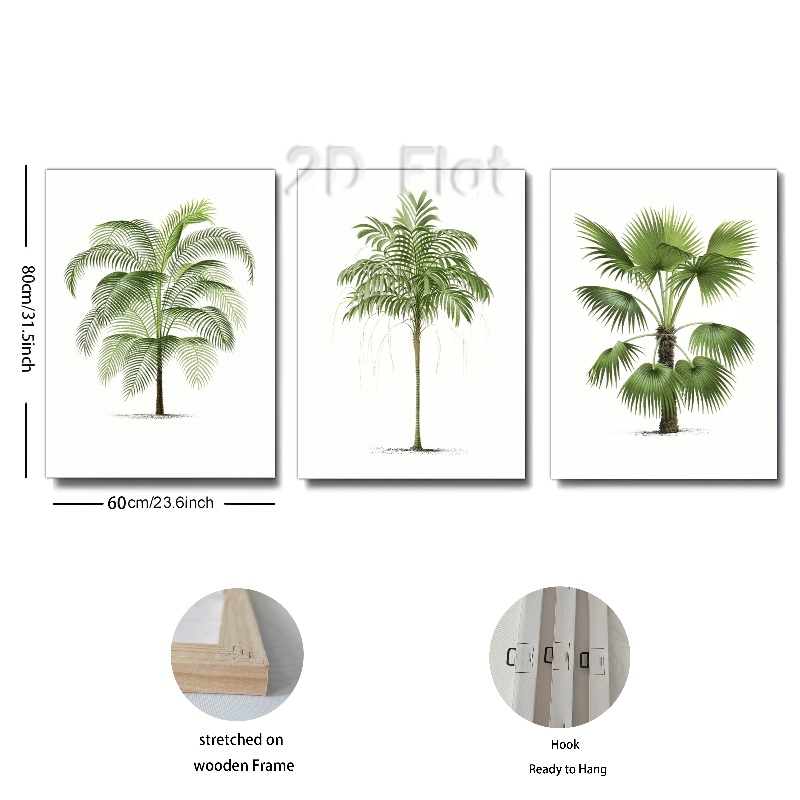 2D Flat
80cm/31.5inch
60cm/23.6inch
stretched on
wooden Frame
Hook
Ready to Hang